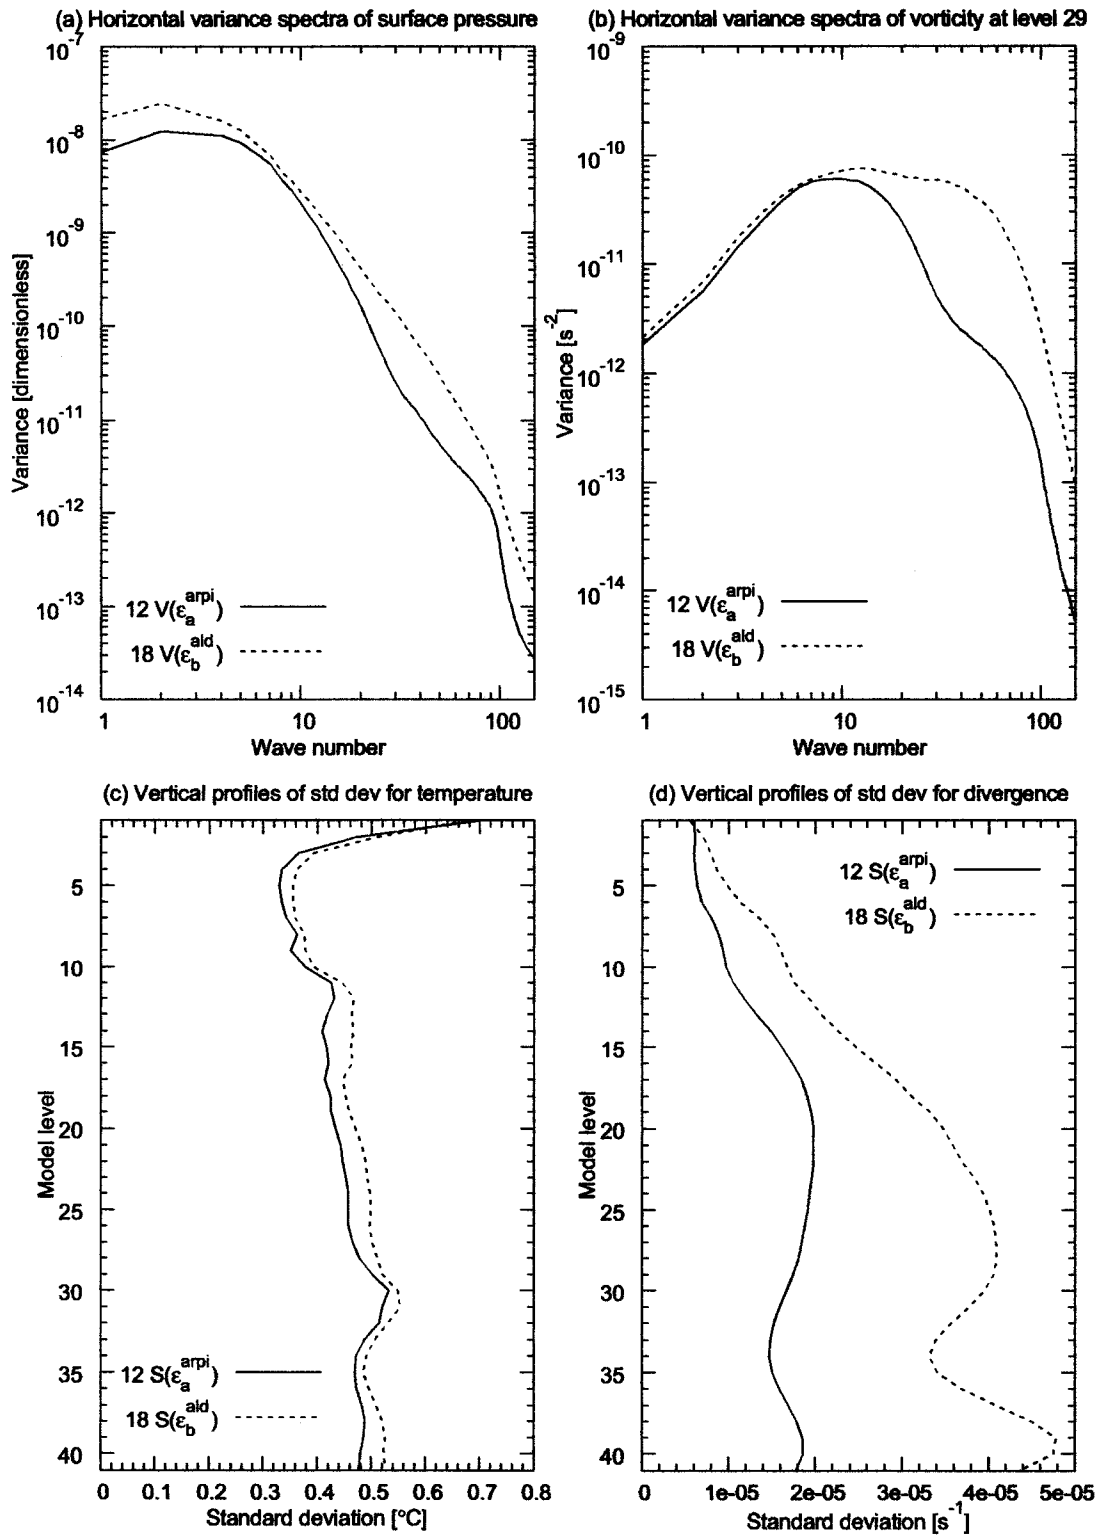 (a) Horizontal variance spectra of surface pressure
10^-7
10^-8
10^-9
10^-10
10^-11
10^-12
10^-13
10^-14
Variance [dimensionless]
12 V(ε_a^arpi)
18 V(ε_b^ald)
1 10 100
Wave number
(b) Horizontal variance spectra of vorticity at level 29
10^-9
10^-10
10^-11
10^-12
10^-13
10^-14
10^-15
Variance [s^-2]
12 V(ε_a^arpi)
18 V(ε_b^ald)
1 10 100
Wave number
(c) Vertical profiles of std dev for temperature
5
10
15
20
25
30
35
40
Model level
12 S(ε_a^arpi)
18 S(ε_b^ald)
0 0.1 0.2 0.3 0.4 0.5 0.6 0.7 0.8
Standard deviation [°C]
(d) Vertical profiles of std dev for divergence
12 S(ε_a^arpi)
18 S(ε_b^ald)
5
10
15
20
25
30
35
40
Model level
0 1e-05 2e-05 3e-05 4e-05 5e-05
Standard deviation [s^-1]